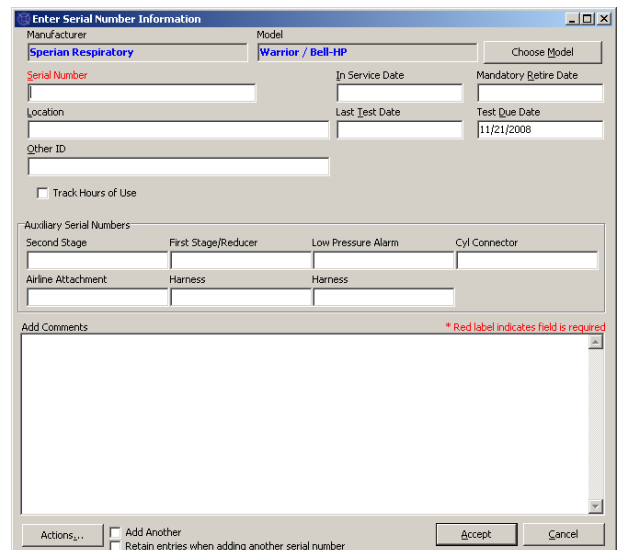 Enter Serial Number Information
Manufacturer Model
Sperian Respiratory Warrior / Bell-HP Choose Model
Serial Number In Service Date Mandatory Retire Date
Location Last Test Date Test Due Date
11/21/2008
Other ID
Track Hours of Use
Auxiliary Serial Numbers
Second Stage First Stage/Reducer Low Pressure Alarm Cyl Connector
Airline Attachment Harness Harness
Add Comments * Red label indicates field is required
Actions... Add Another Accept Cancel
Retain entries when adding another serial number